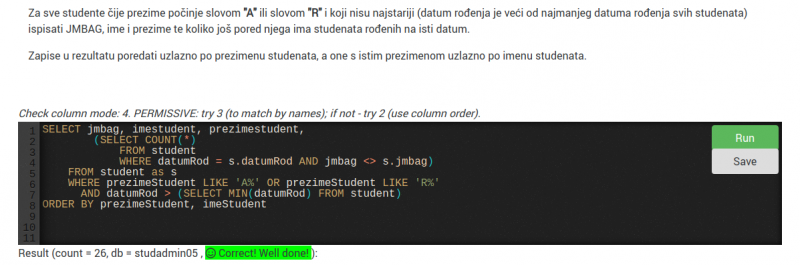 Za sve studente čije prezime počinje slovom "A" ili slovom "R" i koji nisu najstariji (datum rođenja je veći od najmanjeg datuma rođenja svih studenata)
ispisati JMBAG, ime i prezime te koliko još pored njega ima studenata rođenih na isti datum.
Zapise u rezultatu poredati uzlazno po prezimenu studenata, a one s istim prezimenom uzlazno po imenu studenata.
Check column mode: 4. PERMISSIVE: try 3 (to match by names); if not - try 2 (use column order).
1 SELECT jmbag, imestudent, prezimestudent,
2 (SELECT COUNT(*)
3 FROM student
4 WHERE datumRod = s.datumRod AND jmbag <> s.jmbag)
5 FROM student as s
6 WHERE prezimeStudent LIKE 'A%' OR prezimeStudent LIKE 'R%'
7 AND datumRod > (SELECT MIN(datumRod) FROM student)
8 ORDER BY prezimeStudent, imeStudent
9
10
11
Run
Save
Result (count = 26, db = studadmin05 , ☺ Correct! Well done! ):